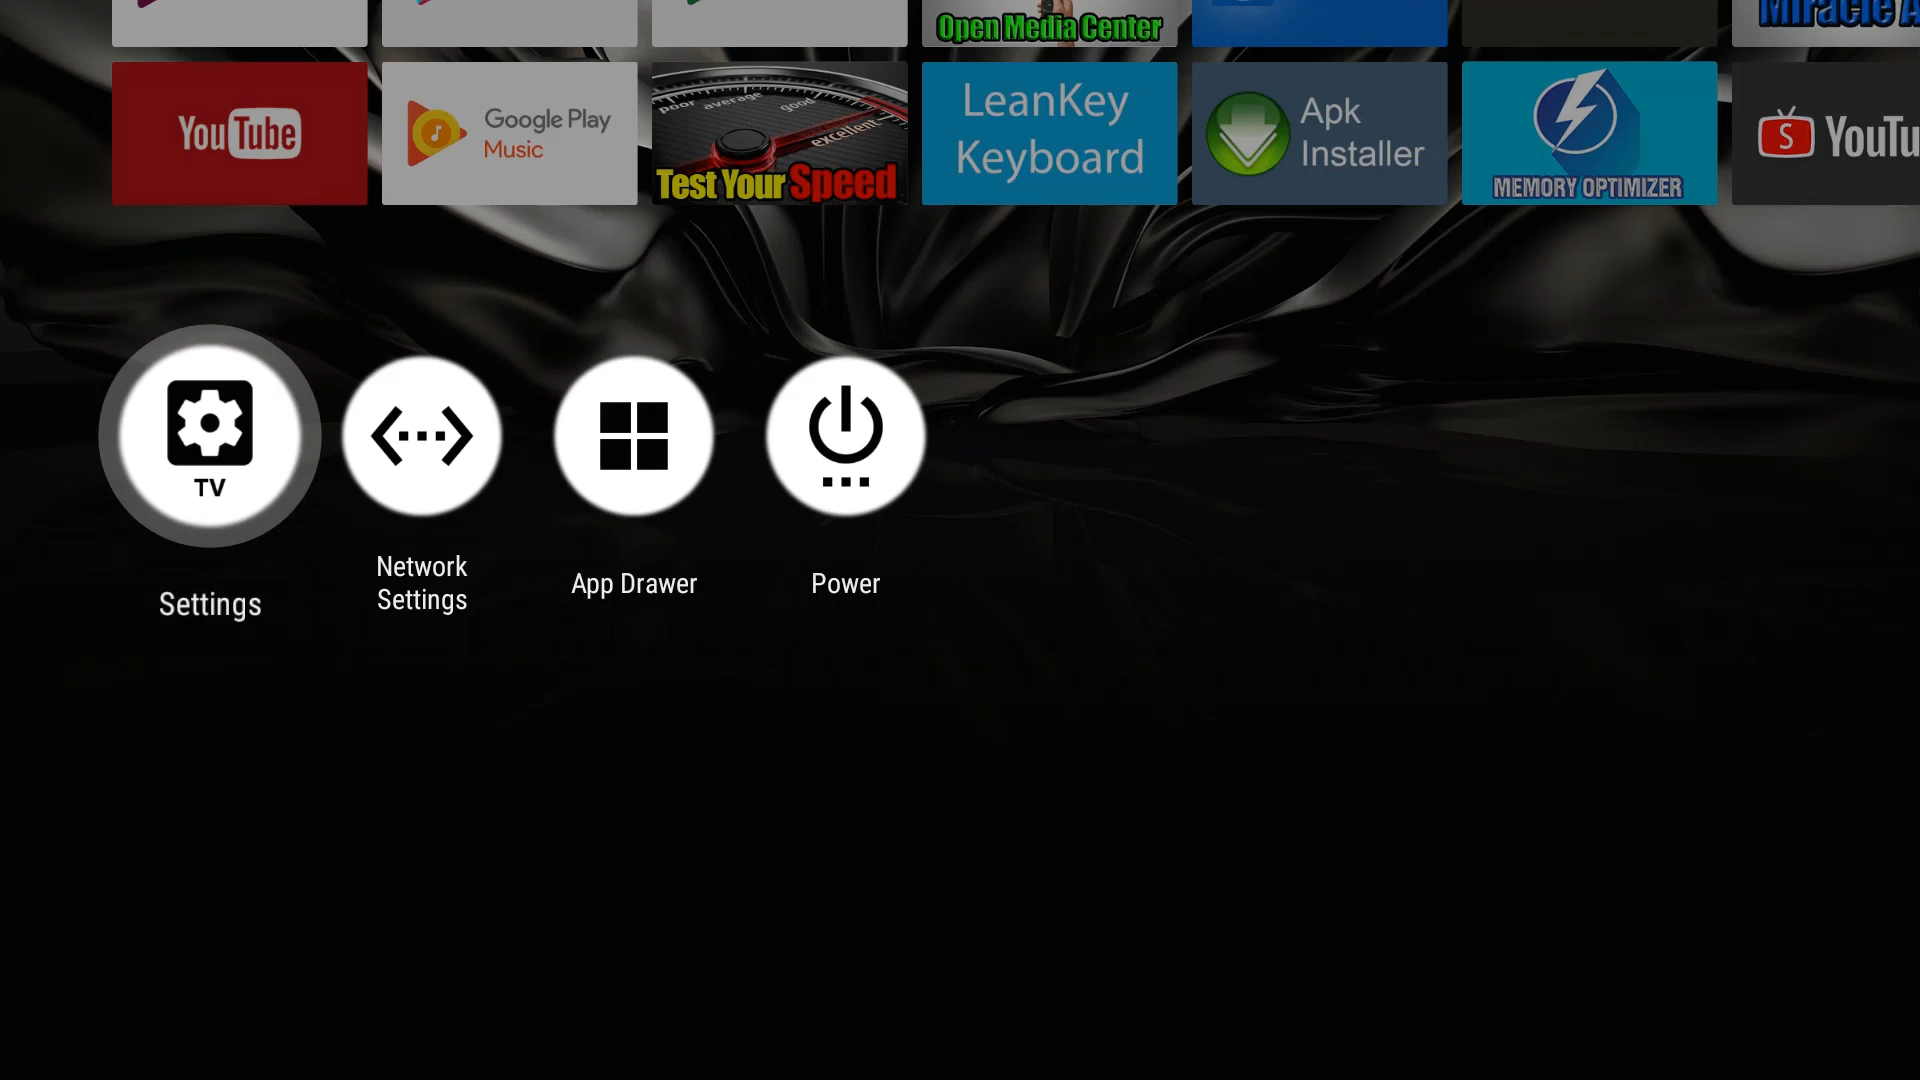 Open Media Center
YouTube
Google Play
Music
poor average good excellent
Test Your Speed
LeanKey
Keyboard
Apk
Installer
MEMORY OPTIMIZER
S YouTu
TV
Settings
Network
Settings
App Drawer
Power